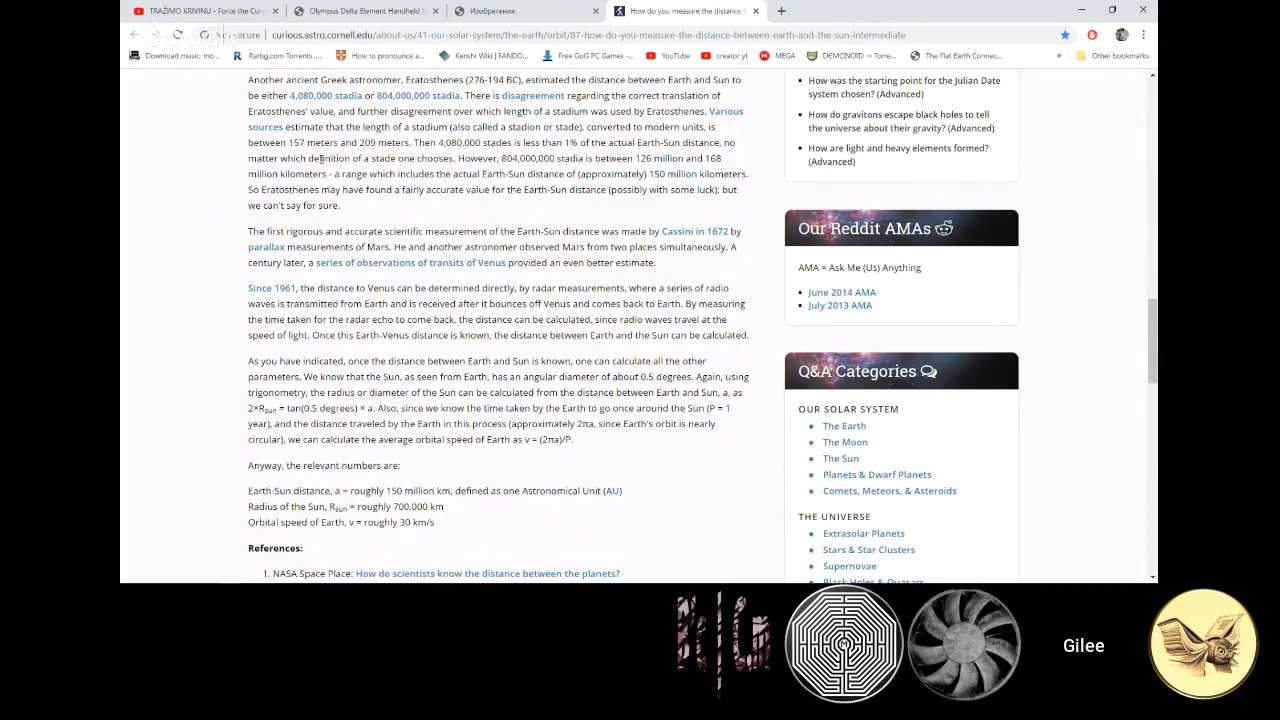 TRAŽIMO KRIVINU - Force the Curv
Olympus Delta Element Handheld
Изобретения
How do you measure the distance
curious.astro.cornell.edu/about-us/41-our-solar-system/the-earth/orbit/87-how-do-you-measure-the-distance-between-earth-and-the-sun-intermediate
Download music, mo...
Rarbg.com Torrents
How to pronounce a...
Kenshi Wiki | FANDO...
Free GoG PC Games -...
YouTube
creator yt
MEGA
DEMONOID — Torre...
The Flat Earth Connec...
»
Other bookmarks
Another ancient Greek astronomer, Eratosthenes (276-194 BC), estimated the distance between Earth and Sun to
be either 4,080,000 stadia or 804,000,000 stadia. There is disagreement regarding the correct translation of
Eratosthenes' value, and further disagreement over which length of a stadium was used by Eratosthenes. Various
sources estimate that the length of a stadium (also called a stadion or stade), converted to modern units, is
between 157 meters and 209 meters. Then 4,080,000 stades is less than 1% of the actual Earth-Sun distance, no
matter which definition of a stade one chooses. However, 804,000,000 stadia is between 126 million and 168
million kilometers - a range which includes the actual Earth-Sun distance of (approximately) 150 million kilometers.
So Eratosthenes may have found a fairly accurate value for the Earth-Sun distance (possibly with some luck), but
we can't say for sure.
The first rigorous and accurate scientific measurement of the Earth-Sun distance was made by Cassini in 1672 by
parallax measurements of Mars. He and another astronomer observed Mars from two places simultaneously. A
century later, a series of observations of transits of Venus provided an even better estimate.
Since 1961, the distance to Venus can be determined directly, by radar measurements, where a series of radio
waves is transmitted from Earth and is received after it bounces off Venus and comes back to Earth. By measuring
the time taken for the radar echo to come back, the distance can be calculated, since radio waves travel at the
speed of light. Once this Earth-Venus distance is known, the distance between Earth and the Sun can be calculated.
As you have indicated, once the distance between Earth and Sun is known, one can calculate all the other
parameters. We know that the Sun, as seen from Earth, has an angular diameter of about 0.5 degrees. Again, using
trigonometry, the radius or diameter of the Sun can be calculated from the distance between Earth and Sun, a, as
2×Rsun = tan(0.5 degrees) × a. Also, since we know the time taken by the Earth to go once around the Sun (P = 1
year), and the distance traveled by the Earth in this process (approximately 2πa, since Earth's orbit is nearly
circular), we can calculate the average orbital speed of Earth as v = (2πa)/P.
Anyway, the relevant numbers are:
Earth-Sun distance, a = roughly 150 million km, defined as one Astronomical Unit (AU)
Radius of the Sun, Rsun = roughly 700,000 km
Orbital speed of Earth, v = roughly 30 km/s
References:
1. NASA Space Place: How do scientists know the distance between the planets?
How was the starting point for the Julian Date
system chosen? (Advanced)
How do gravitons escape black holes to tell
the universe about their gravity? (Advanced)
How are light and heavy elements formed?
(Advanced)
Our Reddit AMAs
AMA = Ask Me (Us) Anything
June 2014 AMA
July 2013 AMA
Q&A Categories
OUR SOLAR SYSTEM
The Earth
The Moon
The Sun
Planets & Dwarf Planets
Comets, Meteors, & Asteroids
THE UNIVERSE
Extrasolar Planets
Stars & Star Clusters
Supernovae
Black Holes & Quasars
M
Gilee